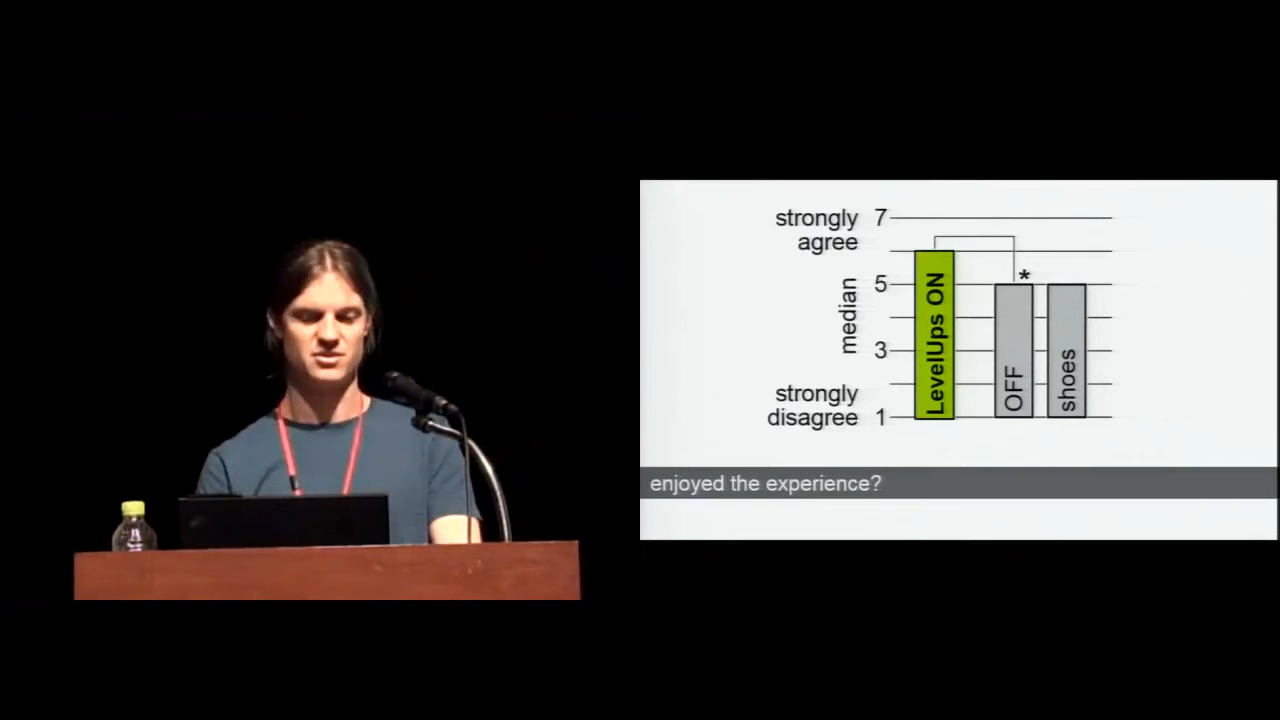 strongly 7
agree
5
median
3
strongly
disagree 1
LevelUps ON
*
OFF
shoes
enjoyed the experience?